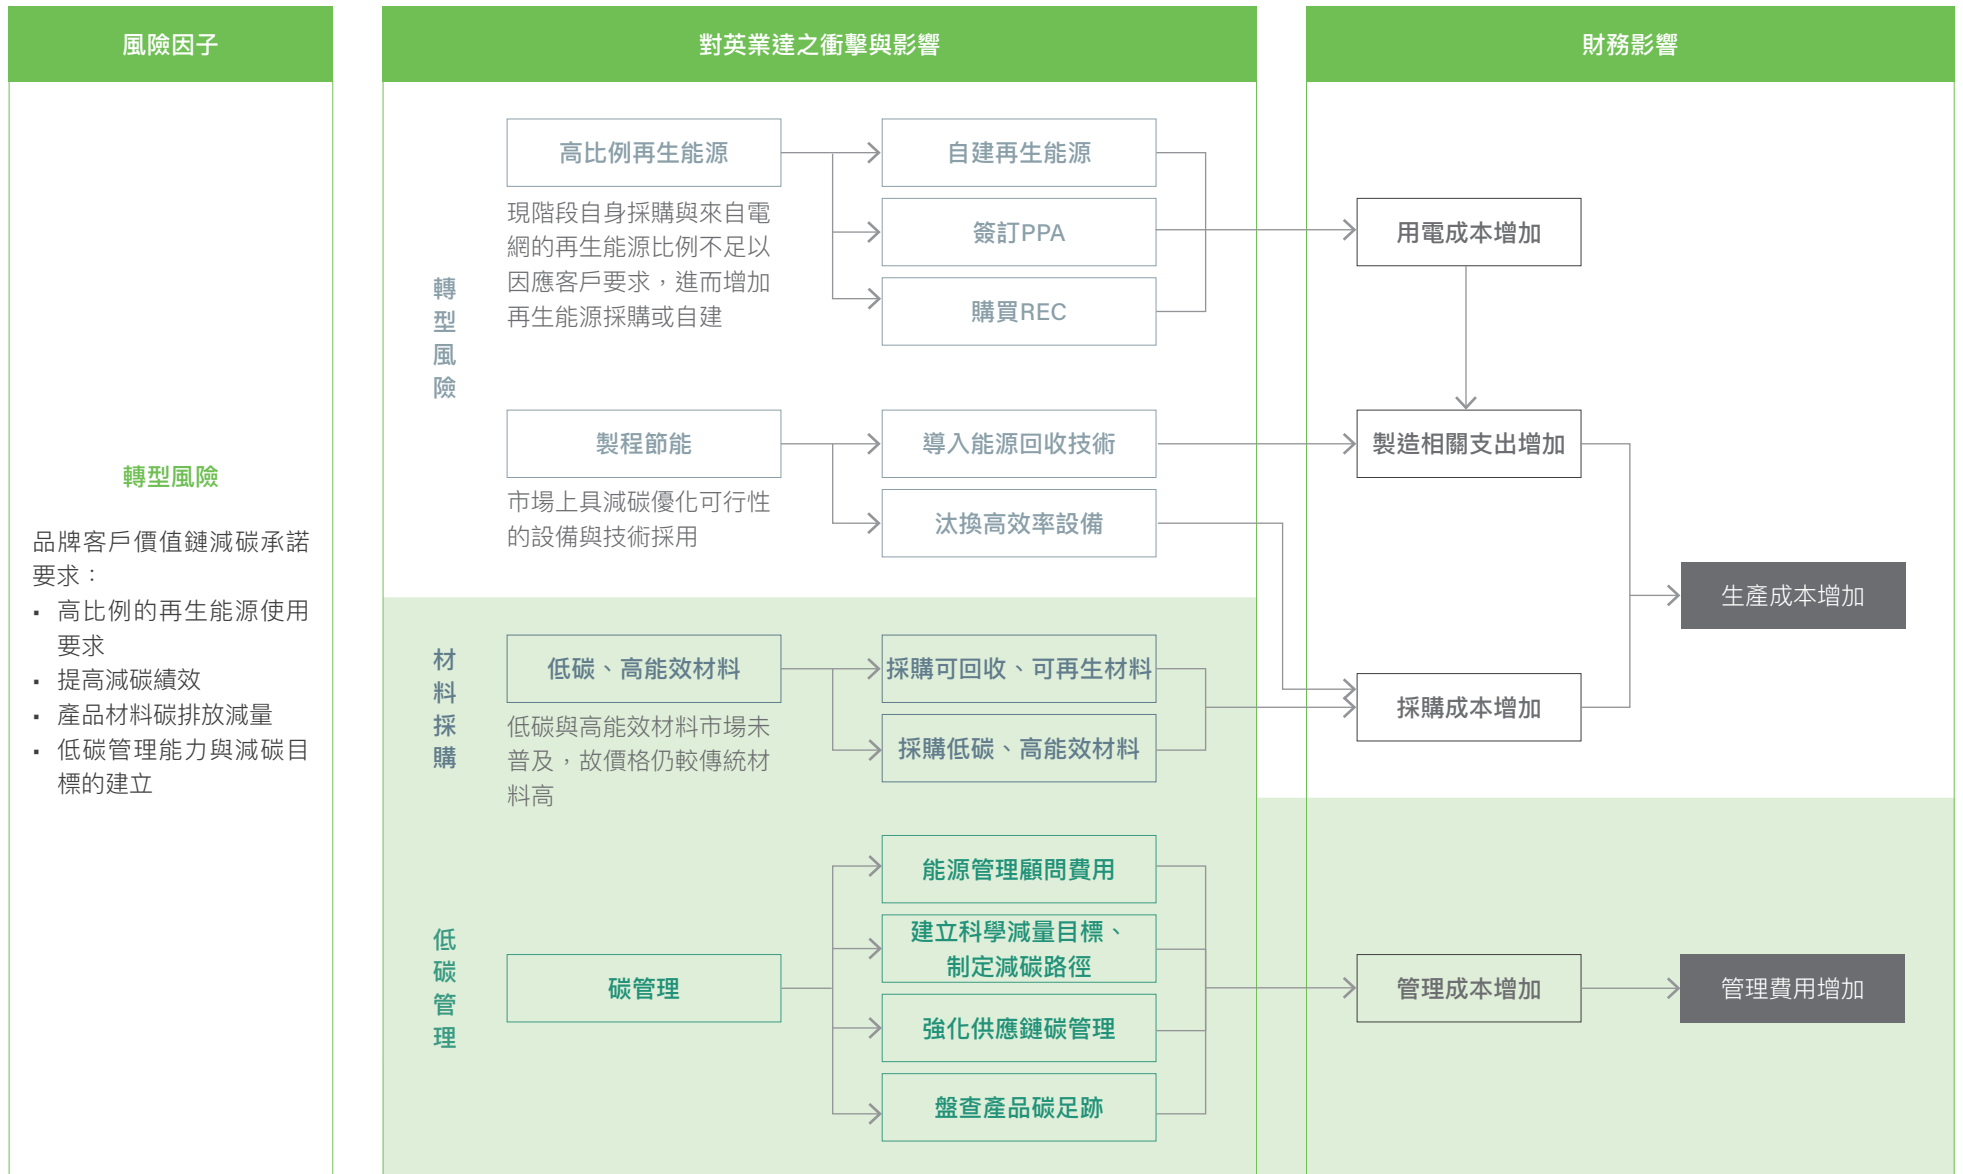 風險因子
對英業達之衝擊與影響
財務影響
轉型風險
品牌客戶價值鏈減碳承諾
要求：
▪ 高比例的再生能源使用
要求
▪ 提高減碳績效
▪ 產品材料碳排放減量
▪ 低碳管理能力與減碳目
標的建立
轉型風險
高比例再生能源
現階段自身採購與來自電
網的再生能源比例不足以
因應客戶要求，進而增加
再生能源採購或自建
自建再生能源
簽訂PPA
購買REC
用電成本增加
製程節能
市場上具減碳優化可行性
的設備與技術採用
導入能源回收技術
汰換高效率設備
製造相關支出增加
生產成本增加
材料採購
低碳、高能效材料
低碳與高能效材料市場未
普及，故價格仍較傳統材
料高
採購可回收、可再生材料
採購低碳、高能效材料
採購成本增加
低碳管理
碳管理
能源管理顧問費用
建立科學減量目標、
制定減碳路徑
強化供應鏈碳管理
盤查產品碳足跡
管理成本增加
管理費用增加